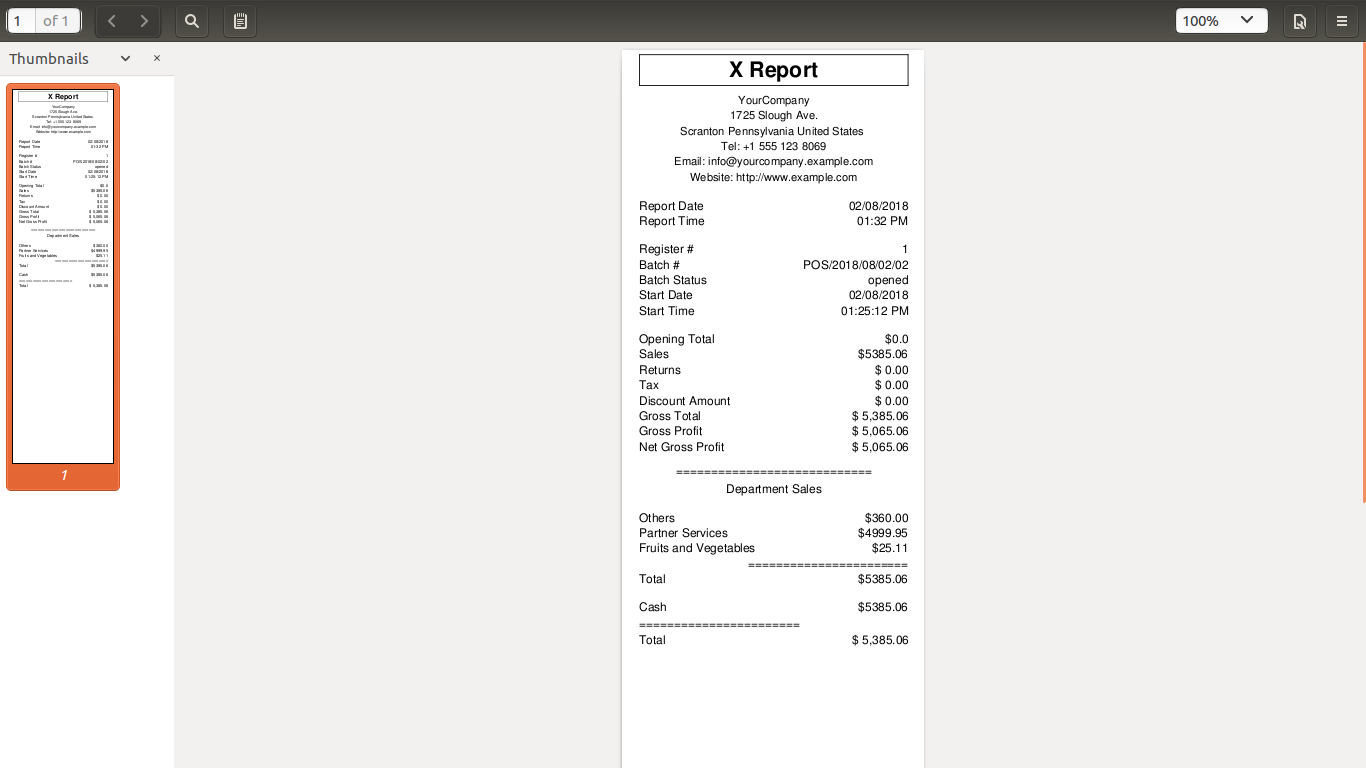 1 of 1
100%
Thumbnails
X Report
YourCompany
1725 Slough Ave.
Scranton Pennsylvania United States
Tel: +1 555 123 8069
Email: info@yourcompany.example.com
Website: http://www.example.com
Report Date 02/08/2018
Report Time 01:32 PM
Register # 1
Batch # POS/2018/08/02/02
Batch Status opened
Start Date 02/08/2018
Start Time 01:25:12 PM
Opening Total $0.0
Sales $5385.06
Returns $ 0.00
Tax $ 0.00
Discount Amount $ 0.00
Gross Total $ 5,385.06
Gross Profit $ 5,065.06
Net Gross Profit $ 5,065.06
============================
Department Sales
Others $360.00
Partner Services $4999.95
Fruits and Vegetables $25.11
=======================
Total $5385.06
Cash $5385.06
=======================
Total $ 5,385.06
1